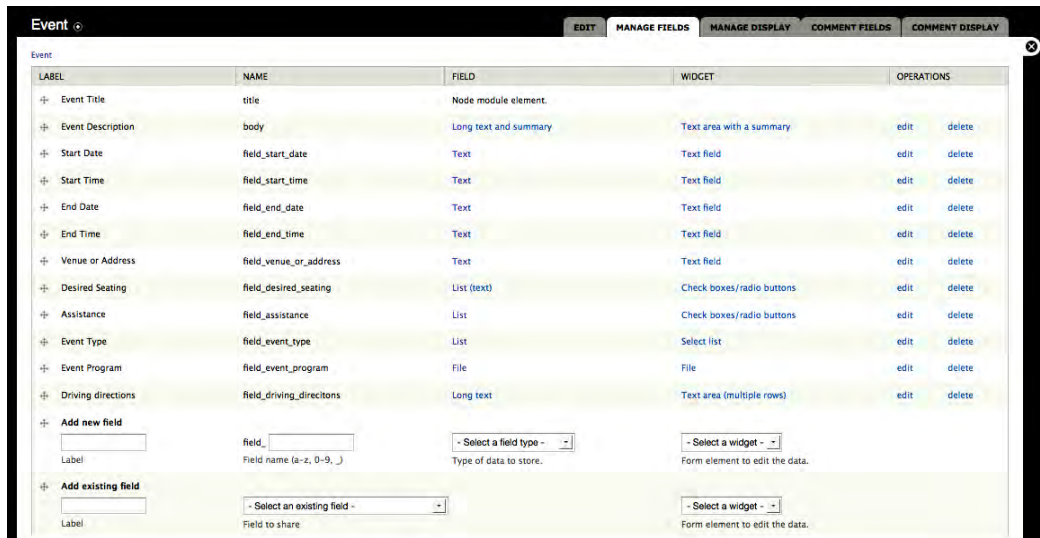 Event
EDIT MANAGE FIELDS MANAGE DISPLAY COMMENT FIELDS COMMENT DISPLAY
Event
LABEL NAME FIELD WIDGET OPERATIONS
Event Title title Node module element.
Event Description body Long text and summary Text area with a summary edit delete
Start Date field_start_date Text Text field edit delete
Start Time field_start_time Text Text field edit delete
End Date field_end_date Text Text field edit delete
End Time field_end_time Text Text field edit delete
Venue or Address field_venue_or_address Text Text field edit delete
Desired Seating field_desired_seating List (text) Check boxes/radio buttons edit delete
Assistance field_assistance List Check boxes/radio buttons edit delete
Event Type field_event_type List Select list edit delete
Event Program field_event_program File File edit delete
Driving directions field_driving_direcitons Long text Text area (multiple rows) edit delete
Add new field
field_ - Select a field type - - Select a widget -
Label Field name (a-z, 0-9, _) Type of data to store. Form element to edit the data.
Add existing field
- Select an existing field - - Select a widget -
Label Field to share Form element to edit the data.